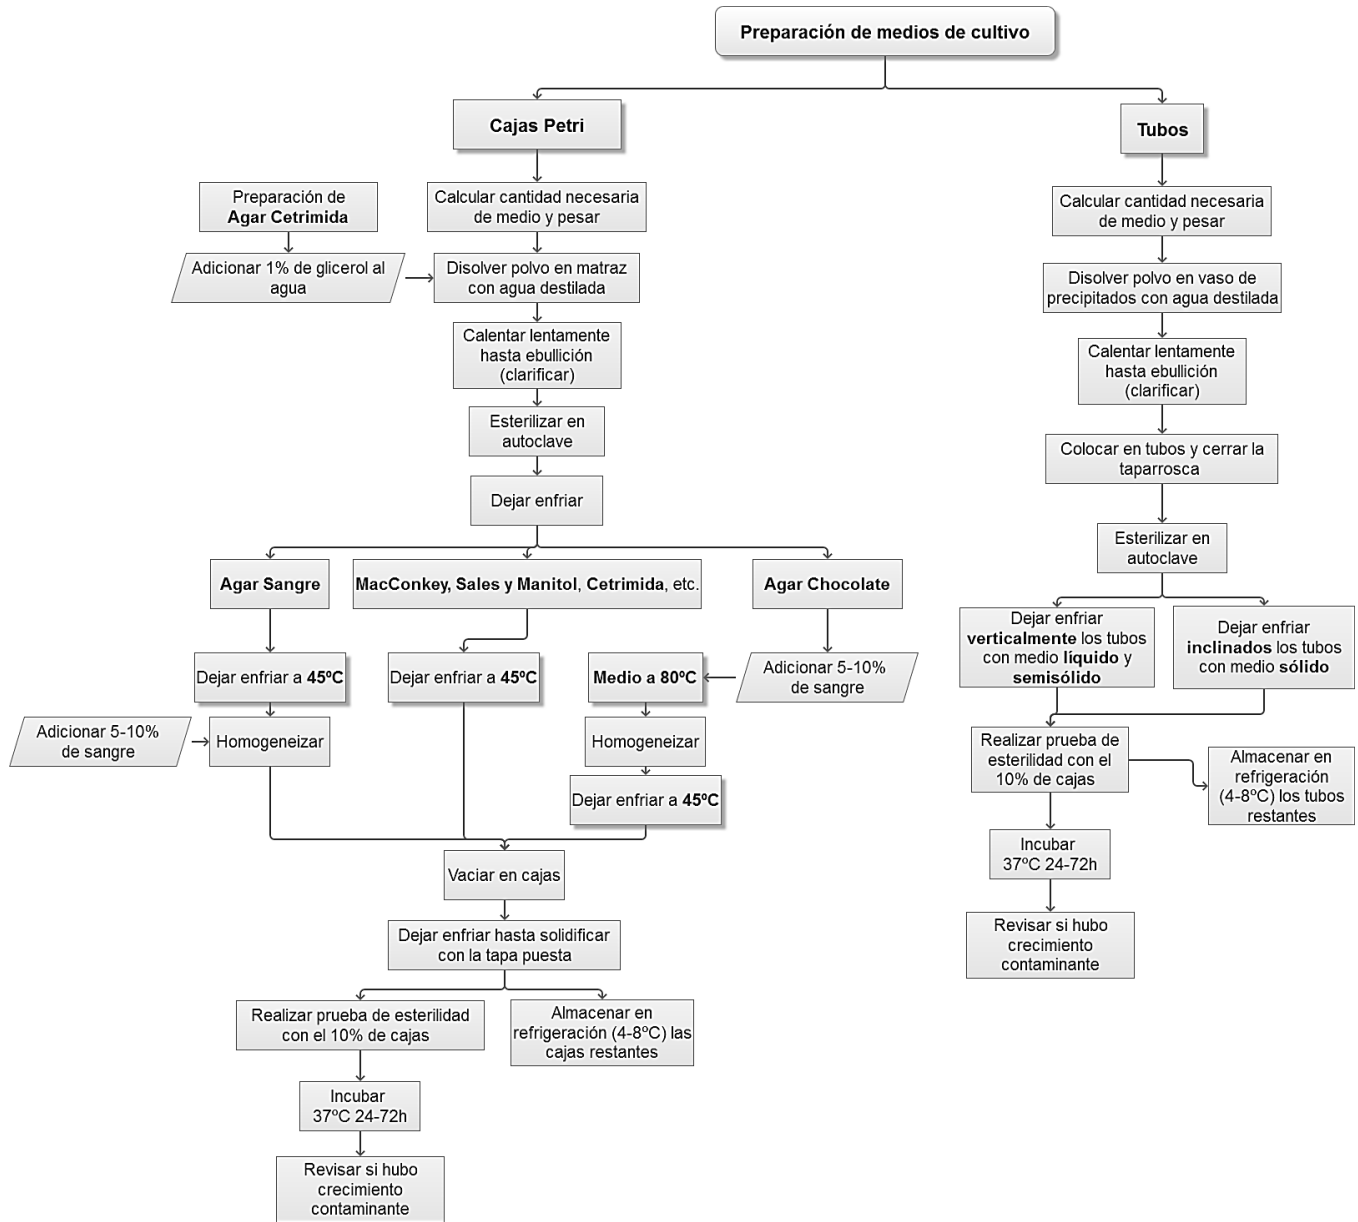 Preparación de medios de cultivo
Cajas Petri
Tubos
Preparación de
Agar Cetrimida
Calcular cantidad necesaria
de medio y pesar
Calcular cantidad necesaria
de medio y pesar
Adicionar 1% de glicerol al
agua
Disolver polvo en matraz
con agua destilada
Disolver polvo en vaso de
precipitados con agua destilada
Calentar lentamente
hasta ebullición
(clarificar)
Calentar lentamente
hasta ebullición
(clarificar)
Esterilizar en
autoclave
Colocar en tubos y cerrar la
taparrosca
Dejar enfriar
Esterilizar en
autoclave
Agar Sangre
MacConkey, Sales y Manitol, Cetrimida, etc.
Agar Chocolate
Dejar enfriar
verticalmente los tubos
con medio líquido y
semisólido
Dejar enfriar
inclinados los tubos
con medio sólido
Dejar enfriar a 45ºC
Dejar enfriar a 45ºC
Medio a 80ºC
Adicionar 5-10%
de sangre
Adicionar 5-10%
de sangre
Homogeneizar
Homogeneizar
Dejar enfriar a 45ºC
Realizar prueba de
esterilidad con el
10% de cajas
Almacenar en
refrigeración
(4-8ºC) los tubos
restantes
Vaciar en cajas
Incubar
37ºC 24-72h
Dejar enfriar hasta solidificar
con la tapa puesta
Revisar si hubo
crecimiento
contaminante
Realizar prueba de esterilidad
con el 10% de cajas
Almacenar en
refrigeración (4-8ºC) las
cajas restantes
Incubar
37ºC 24-72h
Revisar si hubo
crecimiento
contaminante